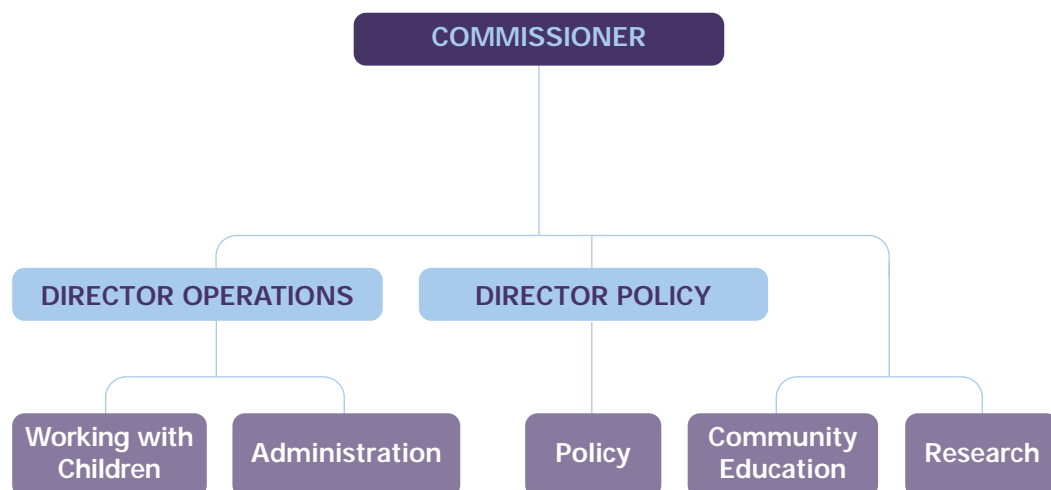 COMMISSIONER
DIRECTOR OPERATIONS
DIRECTOR POLICY
Working with
Children
Administration
Policy
Community
Education
Research